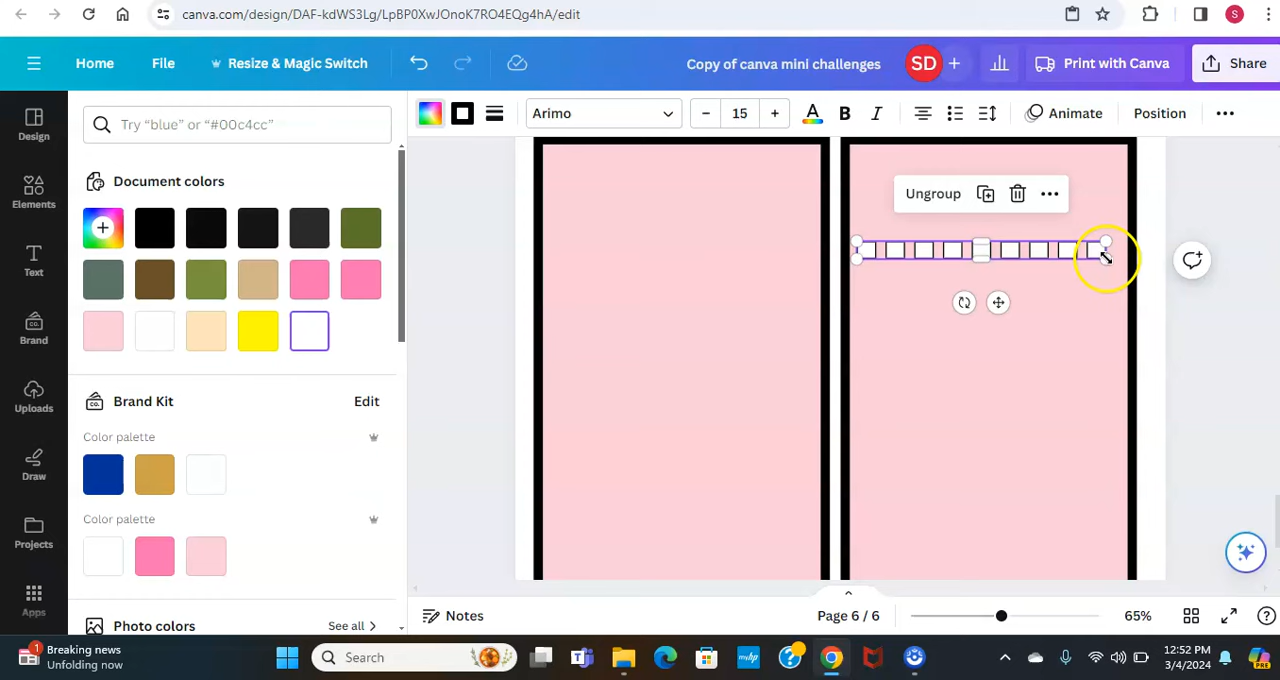 canva.com/design/DAF-kdWS3Lg/LpBP0XwJOnoK7RO4EQg4hA/edit
S
Home
File
Resize & Magic Switch
Copy of canva mini challenges
SD
Print with Canva
Share
Design
Elements
Text
Brand
Uploads
Draw
Projects
Apps
Try “blue” or “#00c4cc”
Arimo
15
A
B
I
Animate
Position
Document colors
Brand Kit
Edit
Color palette
Color palette
Photo colors
See all
Ungroup
Notes
Page 6 / 6
65%
1
Breaking news
Unfolding now
Search
12:52 PM
3/4/2024
PRE